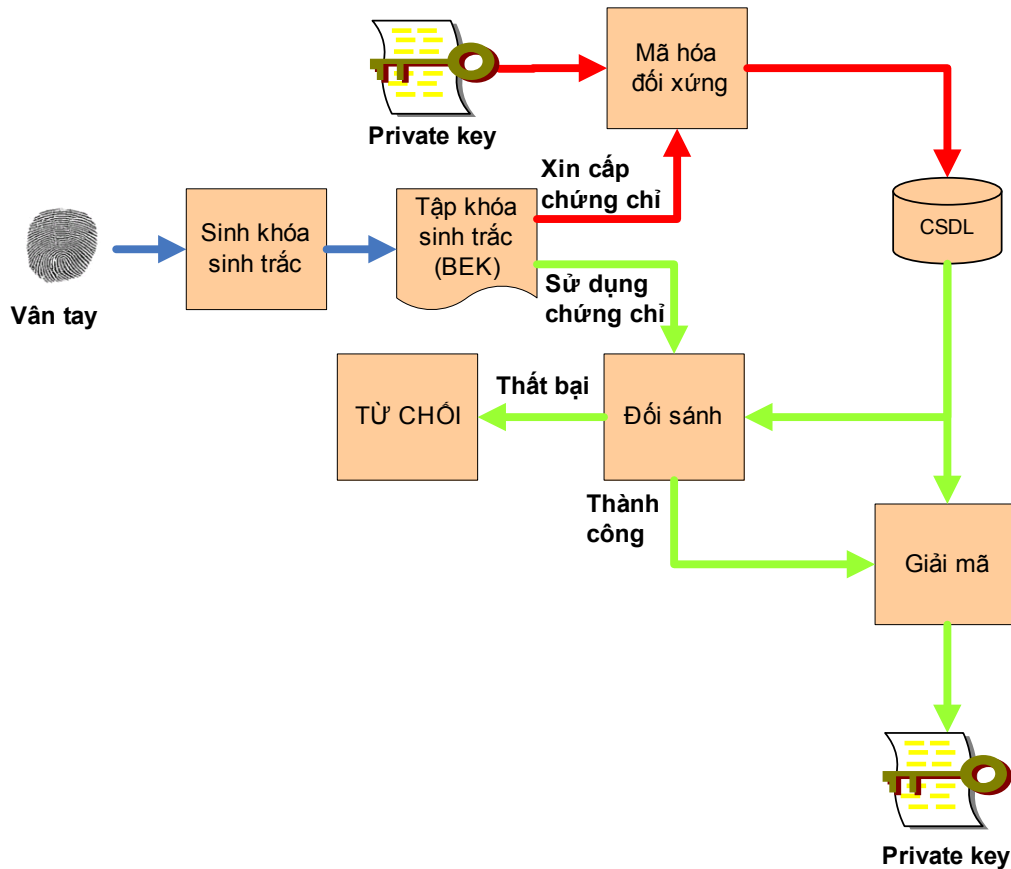 Private key
Mã hóa
đối xứng
Xin cấp
chứng chỉ
CSDL
Vân tay
Sinh khóa
sinh trắc
Tập khóa
sinh trắc
(BEK)
Sử dụng
chứng chỉ
Thất bại
TỪ CHỐI
Đối sánh
Thành
công
Giải mã
Private key